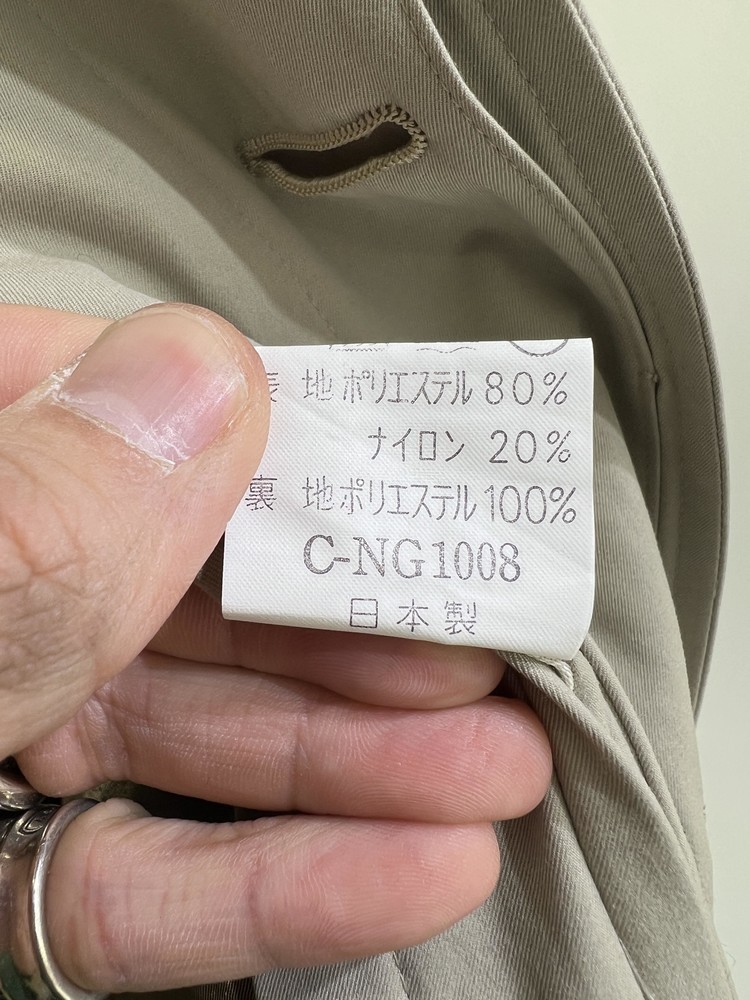 表 地 ポリエステル 80%
ナイロン 20%
裏 地 ポリエステル 100%
C-NG1008
日本製